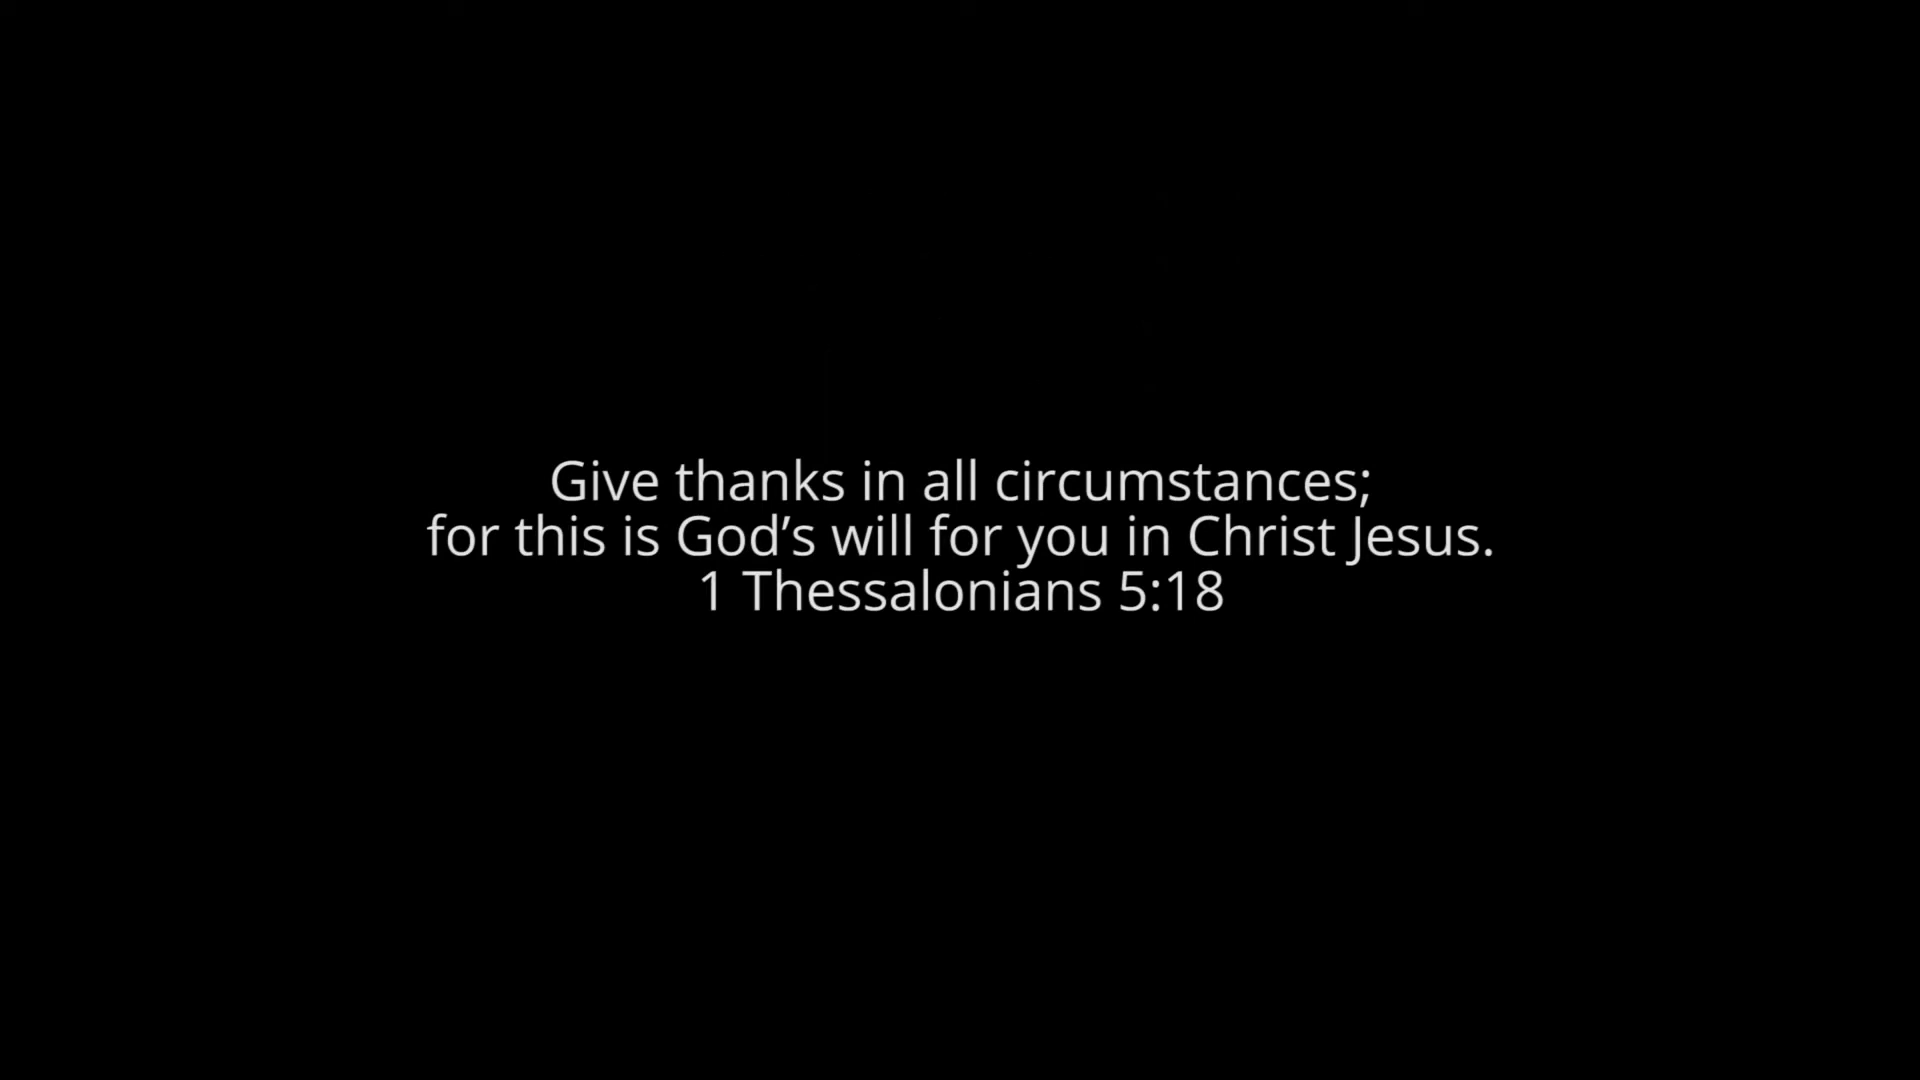 Give thanks in all circumstances;
for this is God’s will for you in Christ Jesus.
1 Thessalonians 5:18